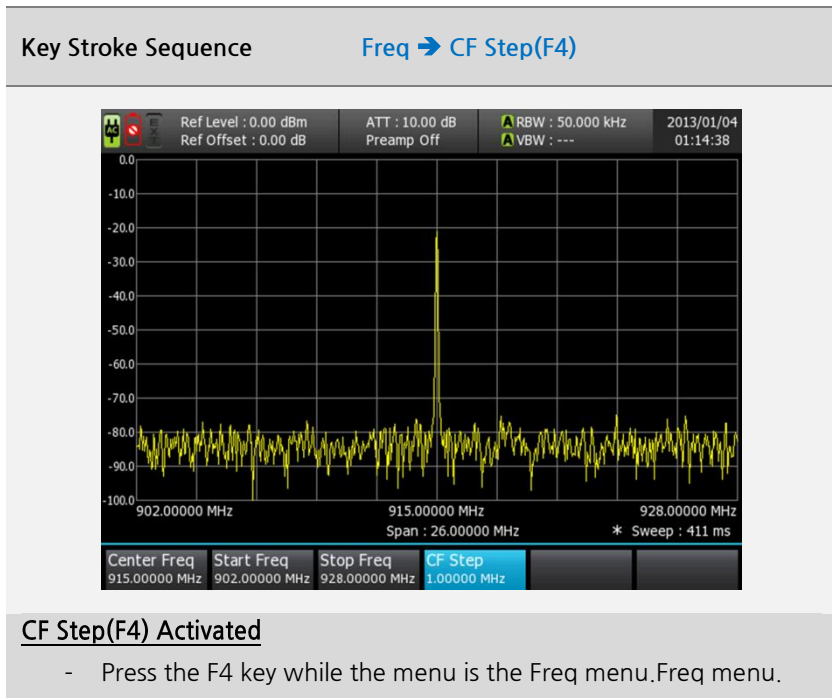 Key Stroke Sequence Freq ➔ CF Step(F4)
AC EXT Ref Level : 0.00 dBm ATT : 10.00 dB A RBW : 50.000 kHz 2013/01/04
Ref Offset : 0.00 dB Preamp Off A VBW : --- 01:14:38
0.0
-10.0
-20.0
-30.0
-40.0
-50.0
-60.0
-70.0
-80.0
-90.0
-100.0
902.00000 MHz 915.00000 MHz 928.00000 MHz
Span : 26.00000 MHz * Sweep : 411 ms
Center Freq Start Freq Stop Freq CF Step
915.00000 MHz 902.00000 MHz 928.00000 MHz 1.00000 MHz
CF Step(F4) Activated
- Press the F4 key while the menu is the Freq menu.Freq menu.